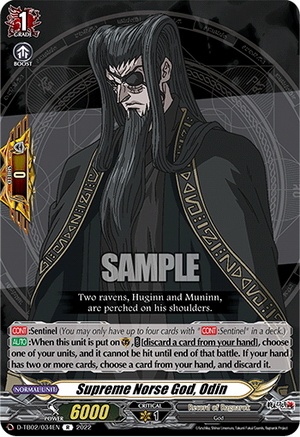 1
GRADE
BOOST
SHIELD
0
SAMPLE
Two ravens, Huginn and Muninn,
are perched on his shoulders.
CONT:Sentinel (You may have up to four cards with "CONT:Sentinel" in a deck.)
AUTO:When this unit is put on , [discard a card from your hand], choose
one of your units, and it cannot be hit until end of that battle. If your hand
has two or more cards, choose a card from your hand, and discard it.
NORMAL UNIT
Supreme Norse God, Odin
POWER 6000
CRITICAL 1
Record of Ragnarok
God
D-TB02/034EN R 2022